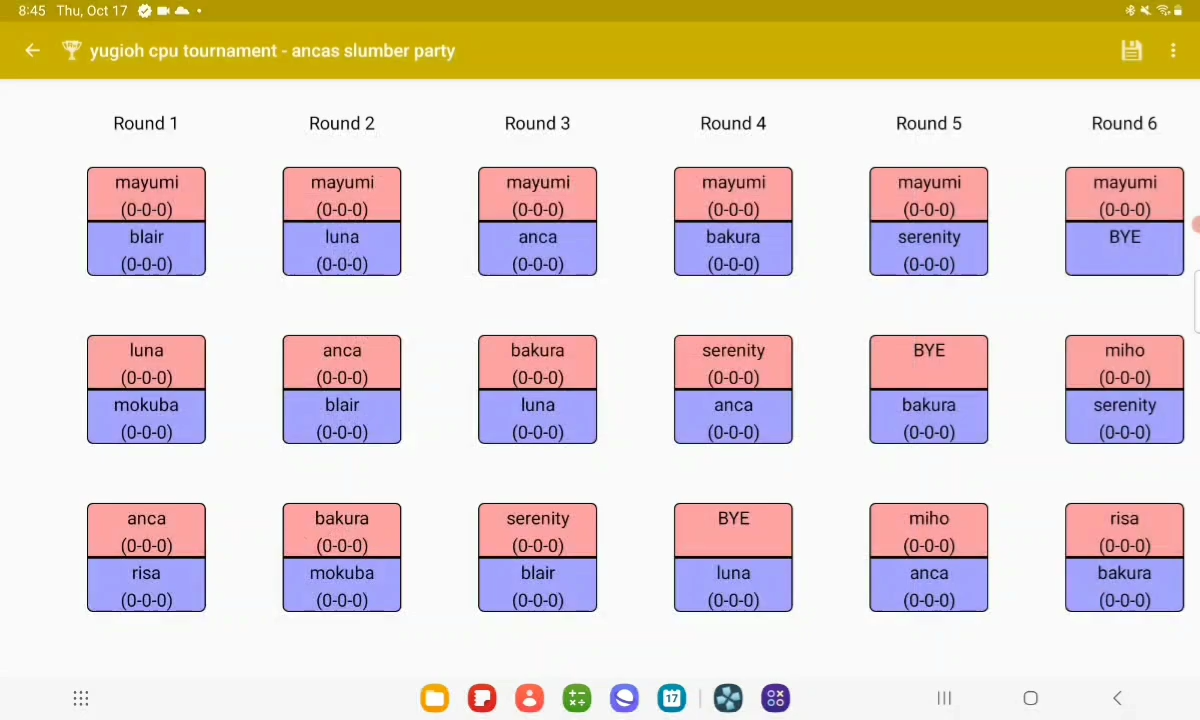 8:45 Thu, Oct 17
yugioh cpu tournament - ancas slumber party
Round 1 Round 2 Round 3 Round 4 Round 5 Round 6
mayumi mayumi mayumi mayumi mayumi mayumi
(0-0-0) (0-0-0) (0-0-0) (0-0-0) (0-0-0) (0-0-0)
blair luna anca bakura serenity BYE
(0-0-0) (0-0-0) (0-0-0) (0-0-0) (0-0-0)
luna anca bakura serenity BYE miho
(0-0-0) (0-0-0) (0-0-0) (0-0-0) (0-0-0)
mokuba blair luna anca bakura serenity
(0-0-0) (0-0-0) (0-0-0) (0-0-0) (0-0-0) (0-0-0)
anca bakura serenity BYE miho risa
(0-0-0) (0-0-0) (0-0-0) (0-0-0) (0-0-0)
risa mokuba blair luna anca bakura
(0-0-0) (0-0-0) (0-0-0) (0-0-0) (0-0-0) (0-0-0)
17